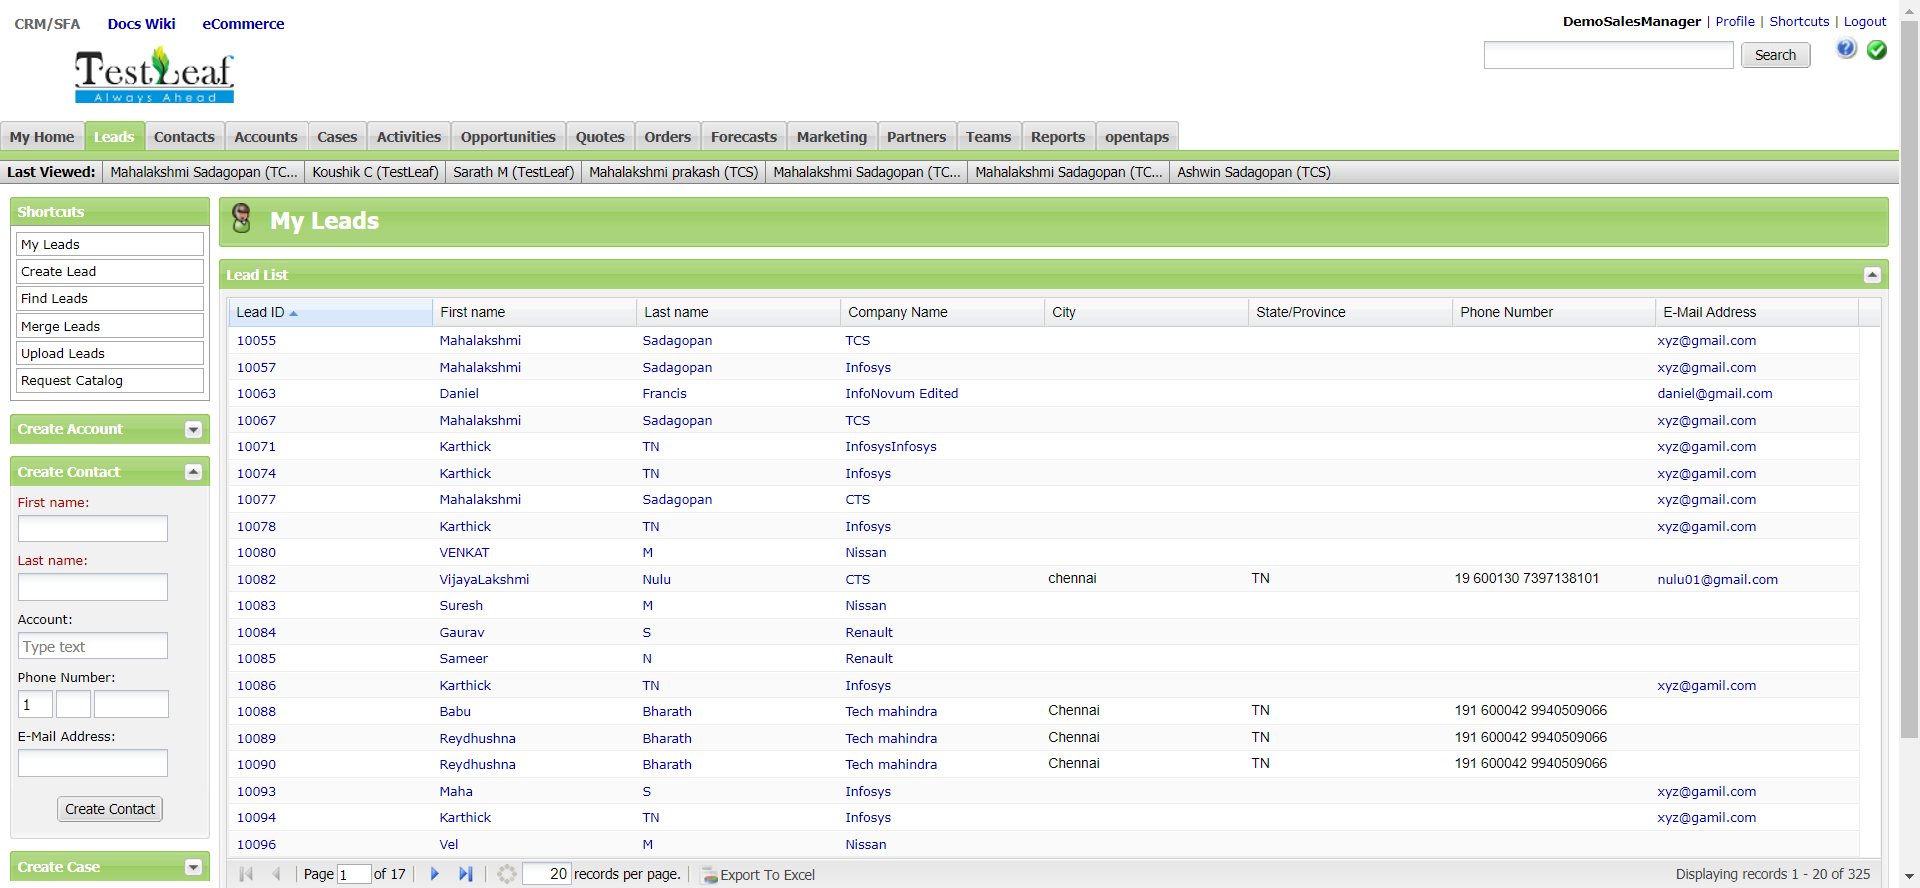 CRM/SFA Docs Wiki eCommerce
DemoSalesManager | Profile | Shortcuts | Logout
TestLeaf
Always Ahead
Search
My Home Leads Contacts Accounts Cases Activities Opportunities Quotes Orders Forecasts Marketing Partners Teams Reports opentaps
Last Viewed: Mahalakshmi Sadagopan (TC... Koushik C (TestLeaf) Sarath M (TestLeaf) Mahalakshmi prakash (TCS) Mahalakshmi Sadagopan (TC... Mahalakshmi Sadagopan (TC... Ashwin Sadagopan (TCS)
Shortcuts
My Leads
Create Lead
Find Leads
Merge Leads
Upload Leads
Request Catalog
Create Account
Create Contact
First name:
Last name:
Account:
Type text
Phone Number:
1
E-Mail Address:
Create Contact
Create Case
My Leads
Lead List
Lead ID First name Last name Company Name City State/Province Phone Number E-Mail Address
10055 Mahalakshmi Sadagopan TCS xyz@gmail.com
10057 Mahalakshmi Sadagopan Infosys xyz@gmail.com
10063 Daniel Francis InfoNovum Edited daniel@gmail.com
10067 Mahalakshmi Sadagopan TCS xyz@gmail.com
10071 Karthick TN InfosysInfosys xyz@gamil.com
10074 Karthick TN Infosys xyz@gamil.com
10077 Mahalakshmi Sadagopan CTS xyz@gmail.com
10078 Karthick TN Infosys xyz@gamil.com
10080 VENKAT M Nissan
10082 VijayaLakshmi Nulu CTS chennai TN 19 600130 7397138101 nulu01@gmail.com
10083 Suresh M Nissan
10084 Gaurav S Renault
10085 Sameer N Renault
10086 Karthick TN Infosys xyz@gamil.com
10088 Babu Bharath Tech mahindra Chennai TN 191 600042 9940509066
10089 Reydhushna Bharath Tech mahindra Chennai TN 191 600042 9940509066
10090 Reydhushna Bharath Tech mahindra Chennai TN 191 600042 9940509066
10093 Maha S Infosys xyz@gamil.com
10094 Karthick TN Infosys xyz@gamil.com
10096 Vel M Nissan
Page 1 of 17 20 records per page. Export To Excel Displaying records 1 - 20 of 325